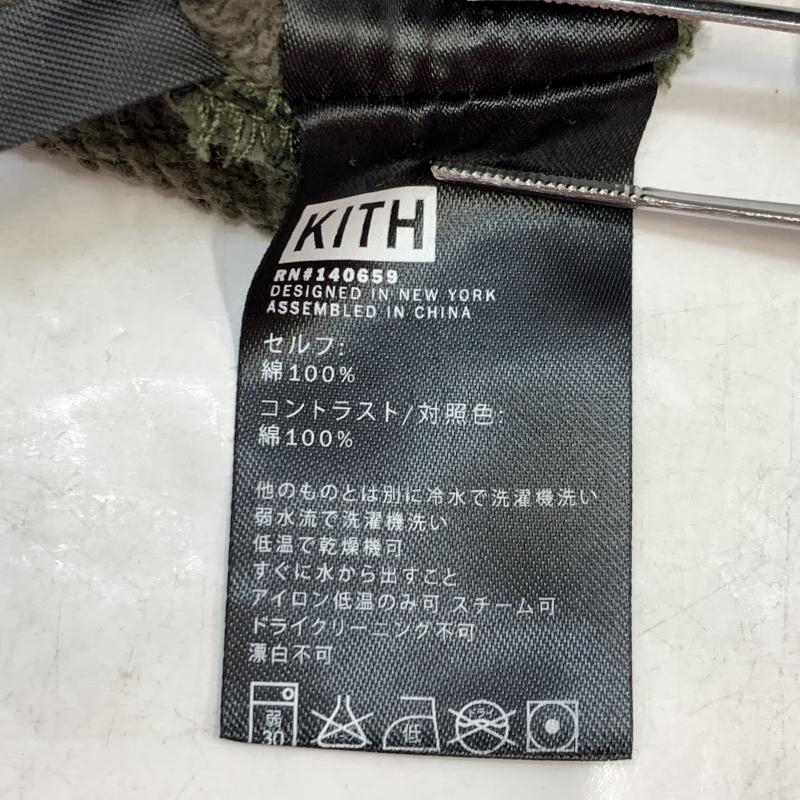 KITH
RN#140659
DESIGNED IN NEW YORK
ASSEMBLED IN CHINA
セルフ:
綿100%
コントラスト/対照色:
綿100%
他のものとは別に冷水で洗濯機洗い
弱水流で洗濯機洗い
低温で乾燥機可
すぐに水から出すこと
アイロン低温のみ可 スチーム可
ドライクリーニング不可
漂白不可
弱 低 ドライ
30